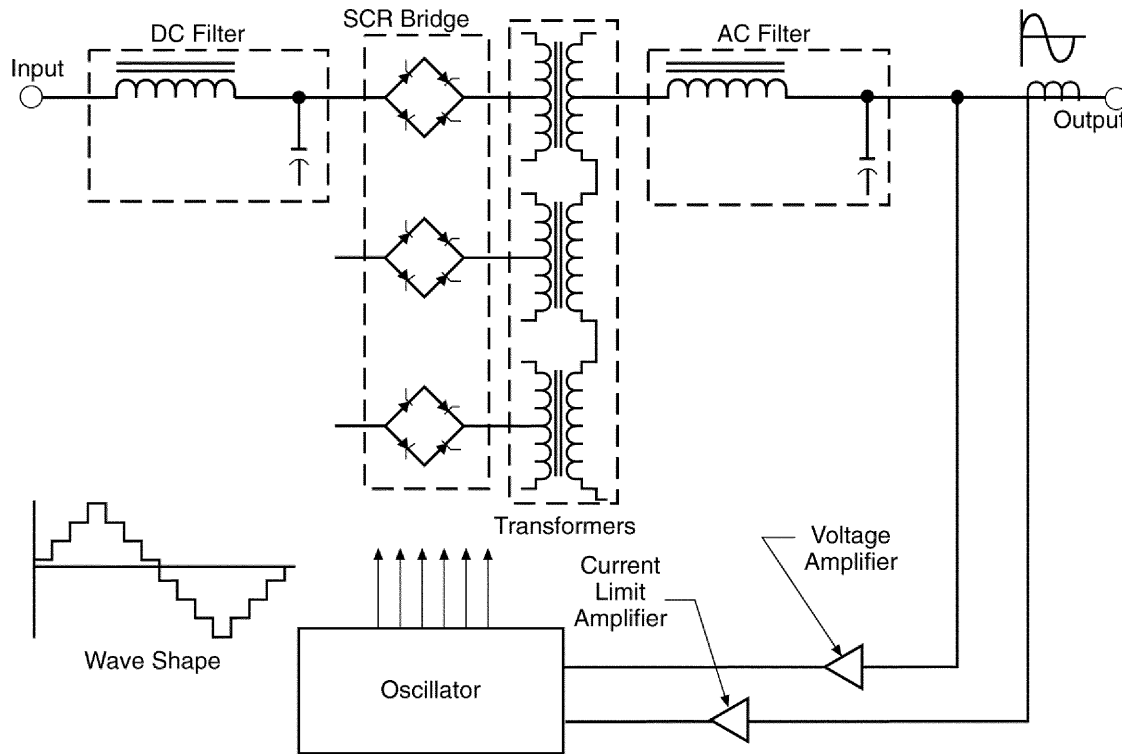 SCR Bridge
DC Filter
AC Filter
Input
Output
Transformers
Voltage
Amplifier
Current
Limit
Amplifier
Wave Shape
Oscillator